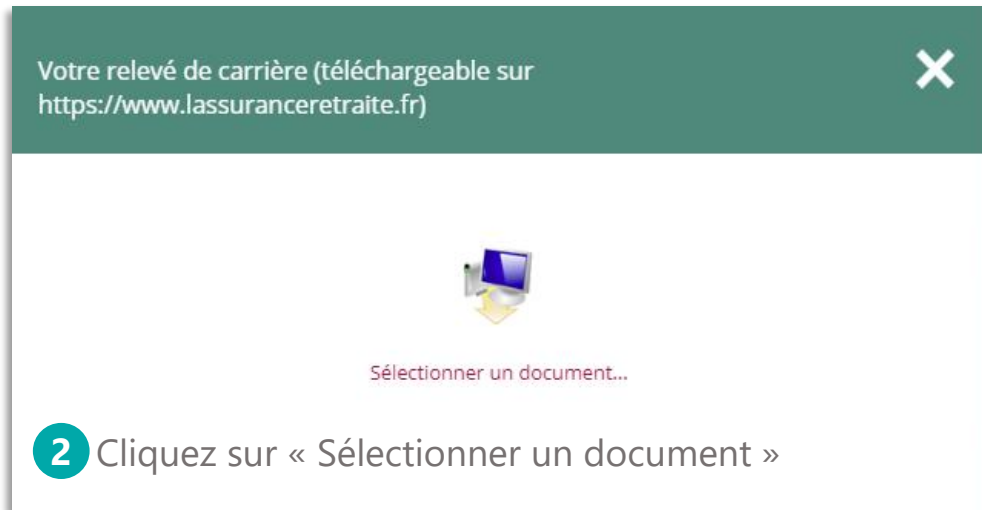 Votre relevé de carrière (téléchargeable sur
https://www.lassuranceretraite.fr)
Sélectionner un document...
2 Cliquez sur « Sélectionner un document »